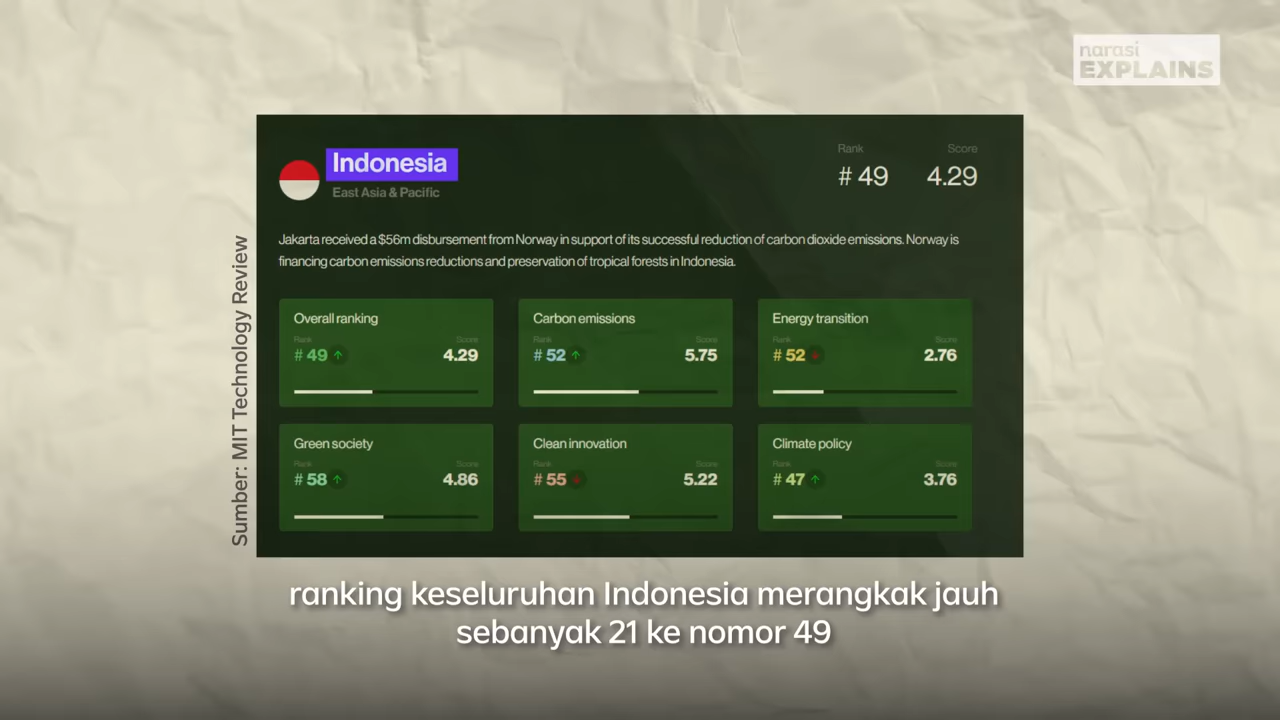 narasi
EXPLAINS
Indonesia
East Asia & Pacific
Rank
Score
# 49
4.29
Jakarta received a $56m disbursement from Norway in support of its successful reduction of carbon dioxide emissions. Norway is
financing carbon emissions reductions and preservation of tropical forests in Indonesia.
Overall ranking
Rank
Score
# 49
4.29
Carbon emissions
Rank
Score
# 52
5.75
Energy transition
Rank
Score
# 52
2.76
Green society
Rank
Score
# 58
4.86
Clean innovation
Rank
Score
# 55
5.22
Climate policy
Rank
Score
# 47
3.76
Sumber: MIT Technology Review
ranking keseluruhan Indonesia merangkak jauh
sebanyak 21 ke nomor 49